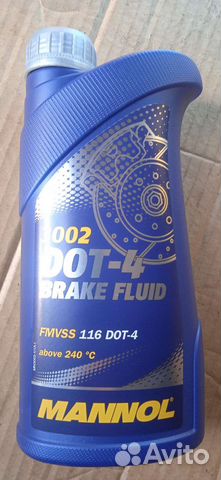 3002
DOT-4
BRAKE FLUID
FMVSS 116 DOT-4
above 240 °C
MANNOL
Avito